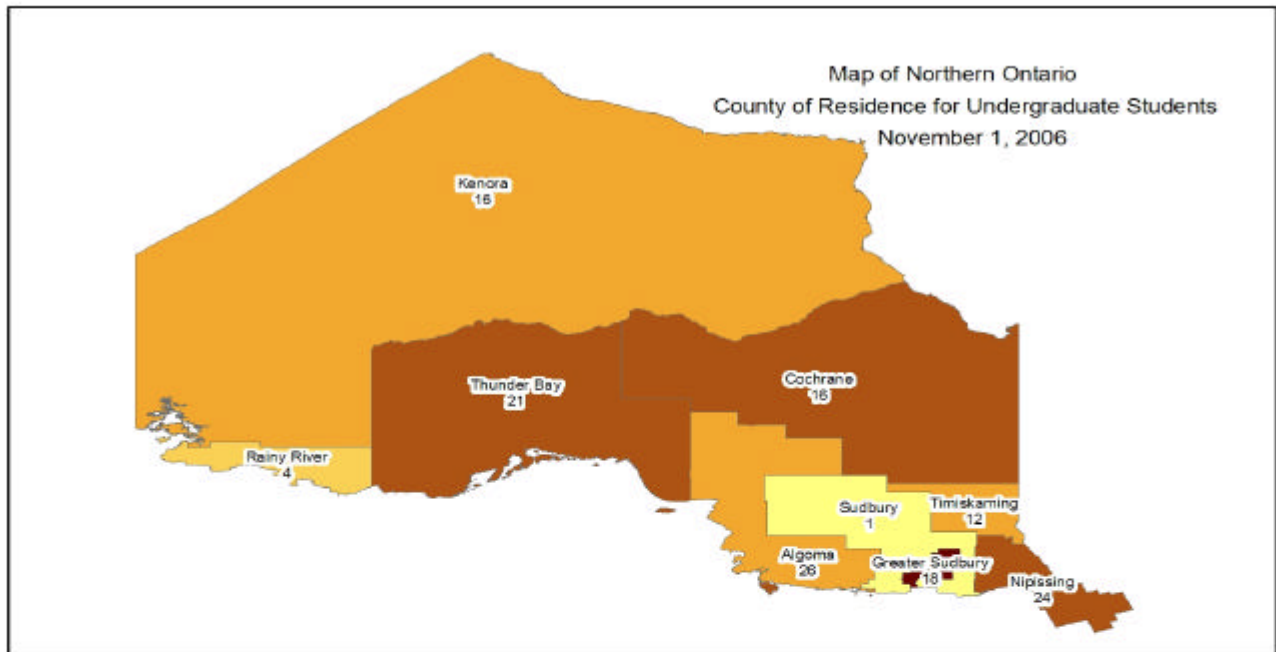 Map of Northern Ontario
County of Residence for Undergraduate Students
November 1, 2006
Kenora
16
Thunder Bay
21
Cochrane
16
Rainy River
4
Sudbury
1
Timiskaming
12
Algoma
26
Greater Sudbury
18
Nipissing
24